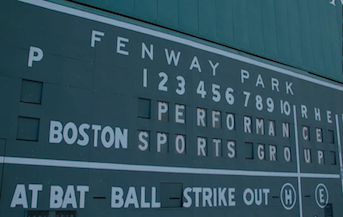 FENWAY PARK
P 1 2 3 4 5 6 7 8 9 10 R H E
PERFORMANCE
BOSTON SPORTS GROUP
AT BAT BALL STRIKE OUT H E